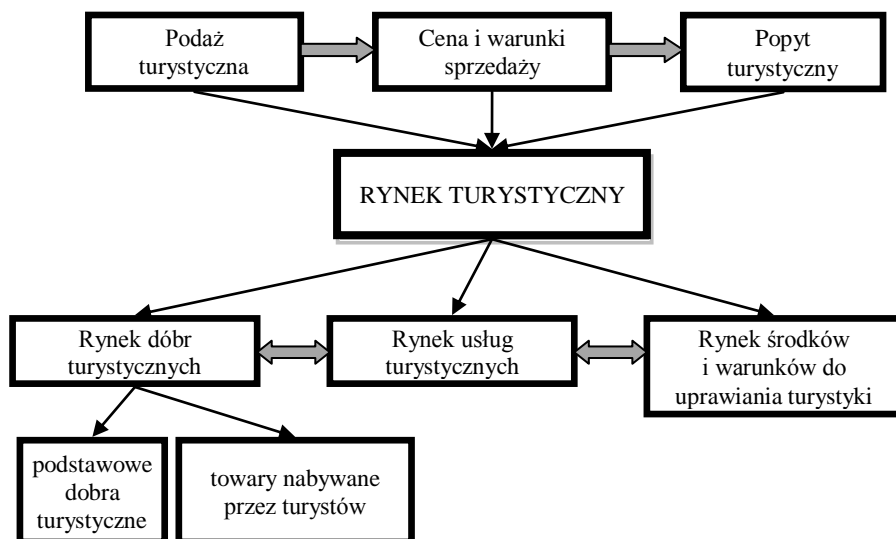 Podaż
turystyczna
Cena i warunki
sprzedaży
Popyt
turystyczny
RYNEK TURYSTYCZNY
Rynek dóbr
turystycznych
Rynek usług
turystycznych
Rynek środków
i warunków do
uprawiania turystyki
podstawowe
dobra
turystyczne
towary nabywane
przez turystów